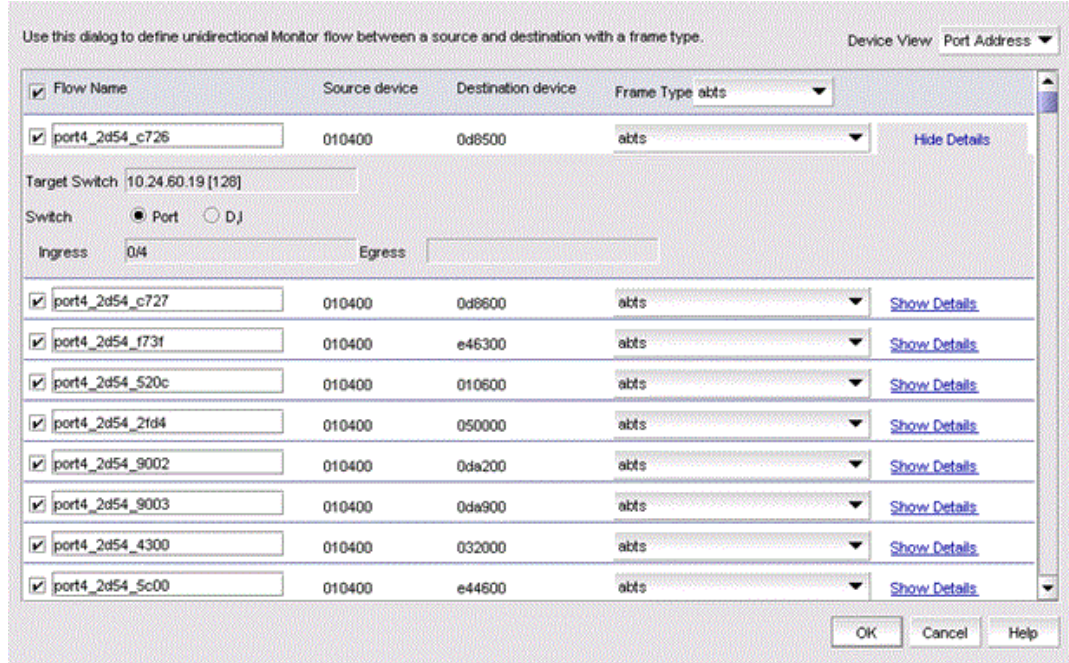 Use this dialog to define unidirectional Monitor flow between a source and destination with a frame type. Device View Port Address
Flow Name Source device Destination device Frame Type abts
port4_2d54_c726 010400 0d8500 abts Hide Details
Target Switch 10.24.60.19 [128]
Switch Port D,I
Ingress 0/4 Egress
port4_2d54_c727 010400 0d8600 abts Show Details
port4_2d54_f73f 010400 e46300 abts Show Details
port4_2d54_520c 010400 010600 abts Show Details
port4_2d54_2fd4 010400 050000 abts Show Details
port4_2d54_9002 010400 0da200 abts Show Details
port4_2d54_9003 010400 0da900 abts Show Details
port4_2d54_4300 010400 032000 abts Show Details
port4_2d54_5c00 010400 e44600 abts Show Details
OK Cancel Help